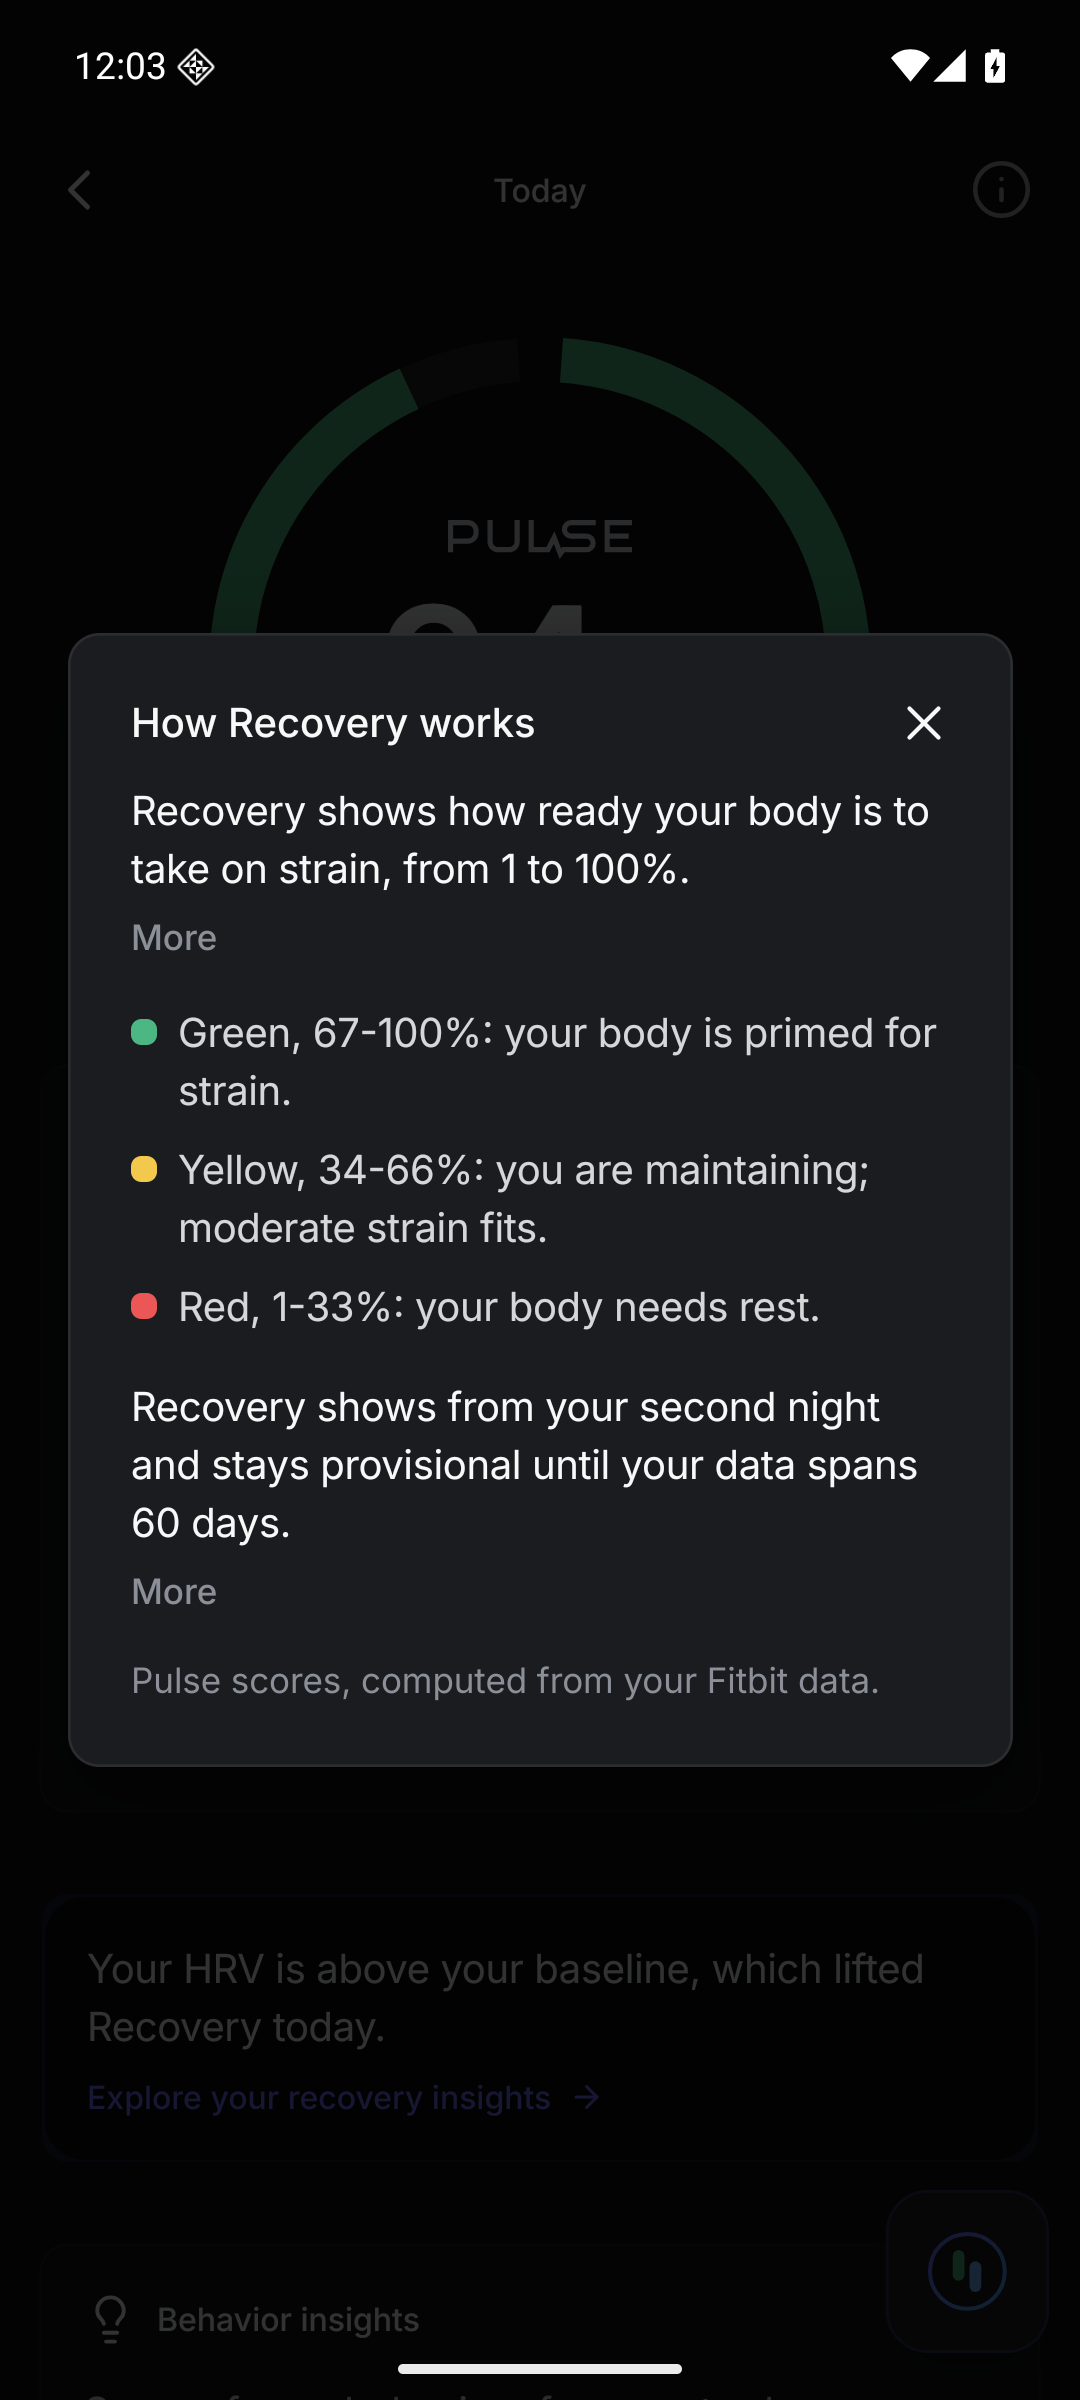 12:03
Today
PULSE
How Recovery works
Recovery shows how ready your body is to
take on strain, from 1 to 100%.
More
Green, 67-100%: your body is primed for
strain.
Yellow, 34-66%: you are maintaining;
moderate strain fits.
Red, 1-33%: your body needs rest.
Recovery shows from your second night
and stays provisional until your data spans
60 days.
More
Pulse scores, computed from your Fitbit data.
Your HRV is above your baseline, which lifted
Recovery today.
Explore your recovery insights
Behavior insights